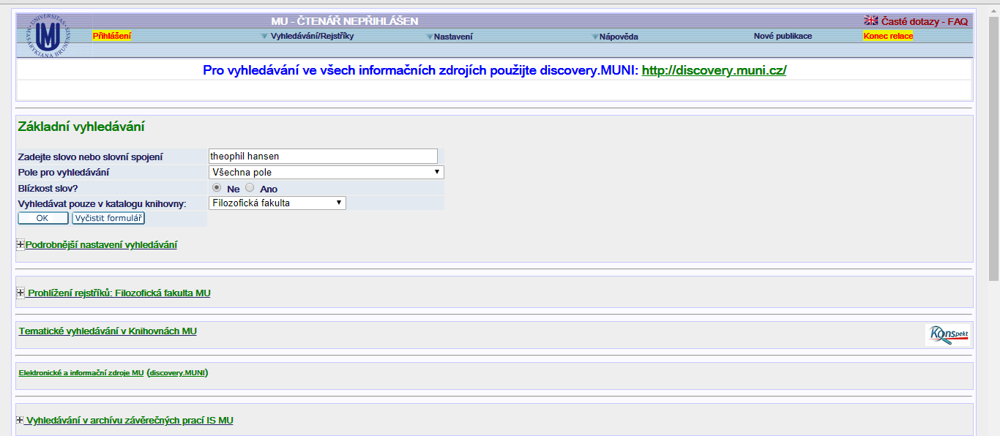 UNIVERSITAS MASARYKIANA BRUNENSIS
MU
MU - ČTENÁŘ NEPŘIHLÁŠEN
Časté dotazy - FAQ
Přihlášení Vyhledávání/Rejstříky Nastavení Nápověda Nové publikace Konec relace
Pro vyhledávání ve všech informačních zdrojích použijte discovery.MUNI: http://discovery.muni.cz/
Základní vyhledávání
Zadejte slovo nebo slovní spojení theophil hansen
Pole pro vyhledávání Všechna pole
Blízkost slov? Ne Ano
Vyhledávat pouze v katalogu knihovny: Filozofická fakulta
OK Vyčistit formulář
Podrobnější nastavení vyhledávání
Prohlížení rejstříků: Filozofická fakulta MU
Tematické vyhledávání v Knihovnách MU
Konspekt
Elektronické a informační zdroje MU (discovery.MUNI)
Vyhledávání v archívu závěrečných prací IS MU